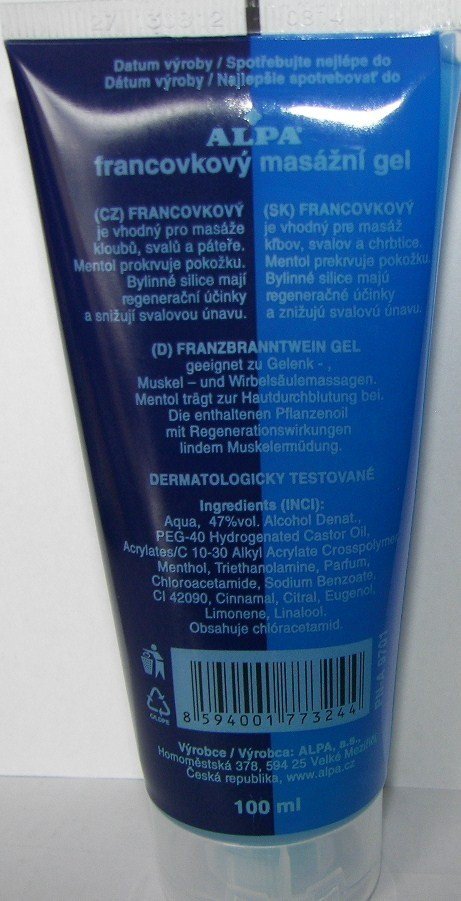 27 30812
Datum výroby / Spotřebujte nejlépe do
Dátum výroby / Najlepšie spotrebovať do
ALPA®
francovkový masážní gel
(CZ) FRANCOVKOVÝ
je vhodný pro masáže
kloubů, svalů a páteře.
Mentol prokrvuje pokožku.
Bylinné silice mají
regenerační účinky
a snižují svalovou únavu.
(SK) FRANCOVKOVÝ
je vhodný pre masáž
kĺbov, svalov a chrbtice.
Mentol prekrvuje pokožku.
Bylinné silice majú
regeneračné účinky
a znižujú svalovú únavu.
(D) FRANZBRANNTWEIN GEL
geeignet zu Gelenk - ,
Muskel – und Wirbelsäulemassagen.
Mentol trägt zur Hautdurchblutung bei.
Die enthaltenen Pflanzenoil
mit Regenerationswirkungen
lindem Muskelermüdung.
DERMATOLOGICKY TESTOVANÉ
Ingredients (INCI):
Aqua, 47%vol. Alcohol Denat.,
PEG-40 Hydrogenated Castor Oil,
Acrylates/C 10-30 Alkyl Acrylate Crosspolymer
Menthol, Triethanolamine, Parfum,
Chloroacetamide, Sodium Benzoate,
CI 42090, Cinnamal, Citral, Eugenol,
Limonene, Linalool.
Obsahuje chlóracetamid.
8 594001 773244
Výrobce / Výrobca: ALPA, a.s.,
Hornoměstská 378, 594 25 Velké Meziříčí
Česká republika, www.alpa.cz
100 ml